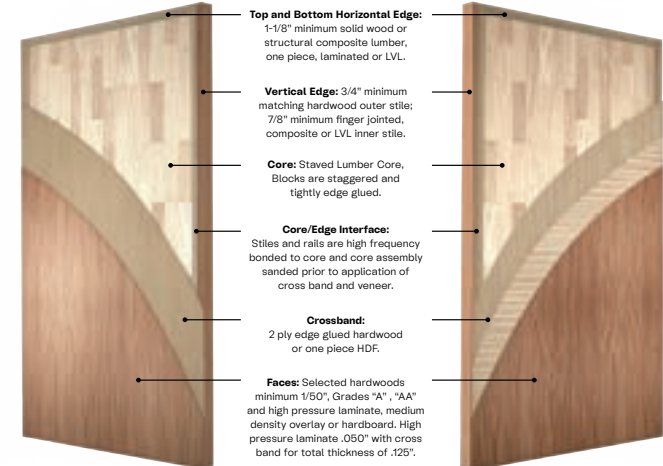 Top and Bottom Horizontal Edge:
1-1/8" minimum solid wood or
structural composite lumber,
one piece, laminated or LVL.
Vertical Edge: 3/4" minimum
matching hardwood outer stile;
7/8" minimum finger jointed,
composite or LVL inner stile.
Core: Staved Lumber Core,
Blocks are staggered and
tightly edge glued.
Core/Edge Interface:
Stiles and rails are high frequency
bonded to core and core assembly
sanded prior to application of
cross band and veneer.
Crossband:
2 ply edge glued hardwood
or one piece HDF.
Faces: Selected hardwoods
minimum 1/50", Grades “A” , “AA”
and high pressure laminate, medium
density overlay or hardboard. High
pressure laminate .050" with cross
band for total thickness of .125".